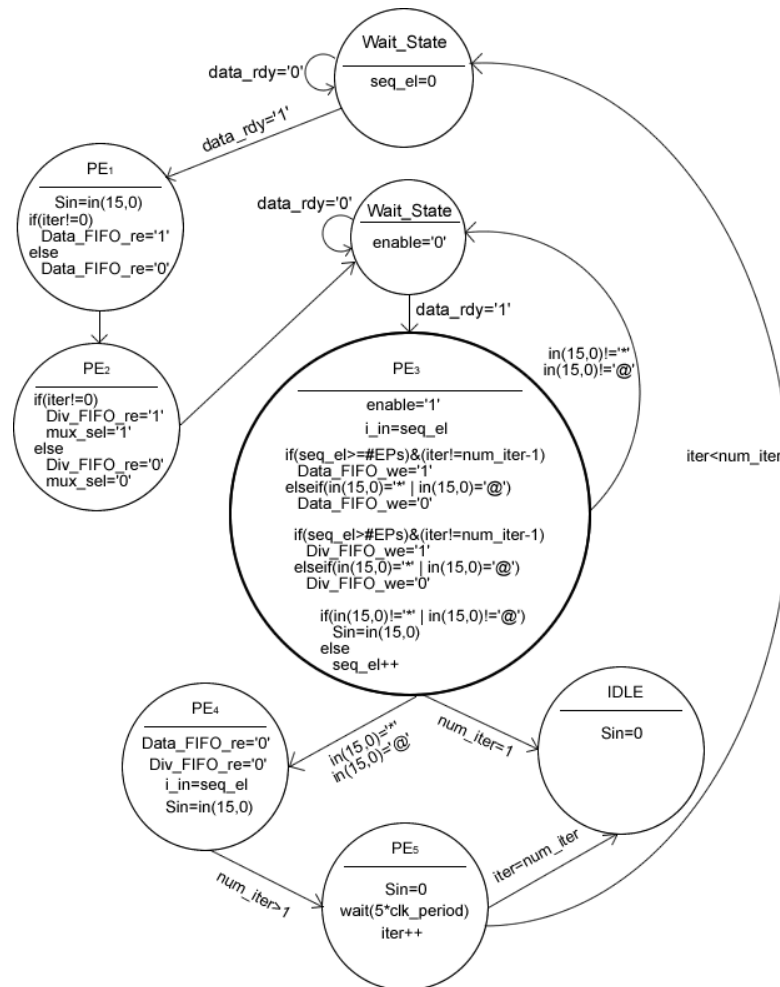 Wait_State
seq_el=0
data_rdy='0'
data_rdy='1'
PE₁
Sin=in(15,0)
if(iter!=0)
Data_FIFO_re='1'
else
Data_FIFO_re='0'
Wait_State
enable='0'
data_rdy='0'
data_rdy='1'
PE₂
if(iter!=0)
Div_FIFO_re='1'
mux_sel='1'
else
Div_FIFO_re='0'
mux_sel='0'
PE₃
enable='1'
i_in=seq_el
if(seq_el>=#EPs)&(iter!=num_iter-1)
Data_FIFO_we='1'
elseif(in(15,0)='*' | in(15,0)='@')
Data_FIFO_we='0'
if(seq_el>#EPs)&(iter!=num_iter-1)
Div_FIFO_we='1'
elseif(in(15,0)='*' | in(15,0)='@')
Div_FIFO_we='0'
if(in(15,0)!='*' | in(15,0)!='@')
Sin=in(15,0)
else
seq_el++
in(15,0)!='*'
in(15,0)!='@'
iter<num_iter
in(15,0)='*'
in(15,0)='@'
num_iter=1
PE₄
Data_FIFO_re='0'
Div_FIFO_re='0'
i_in=seq_el
Sin=in(15,0)
IDLE
Sin=0
num_iter>1
PE₅
Sin=0
wait(5*clk_period)
iter++
iter=num_iter